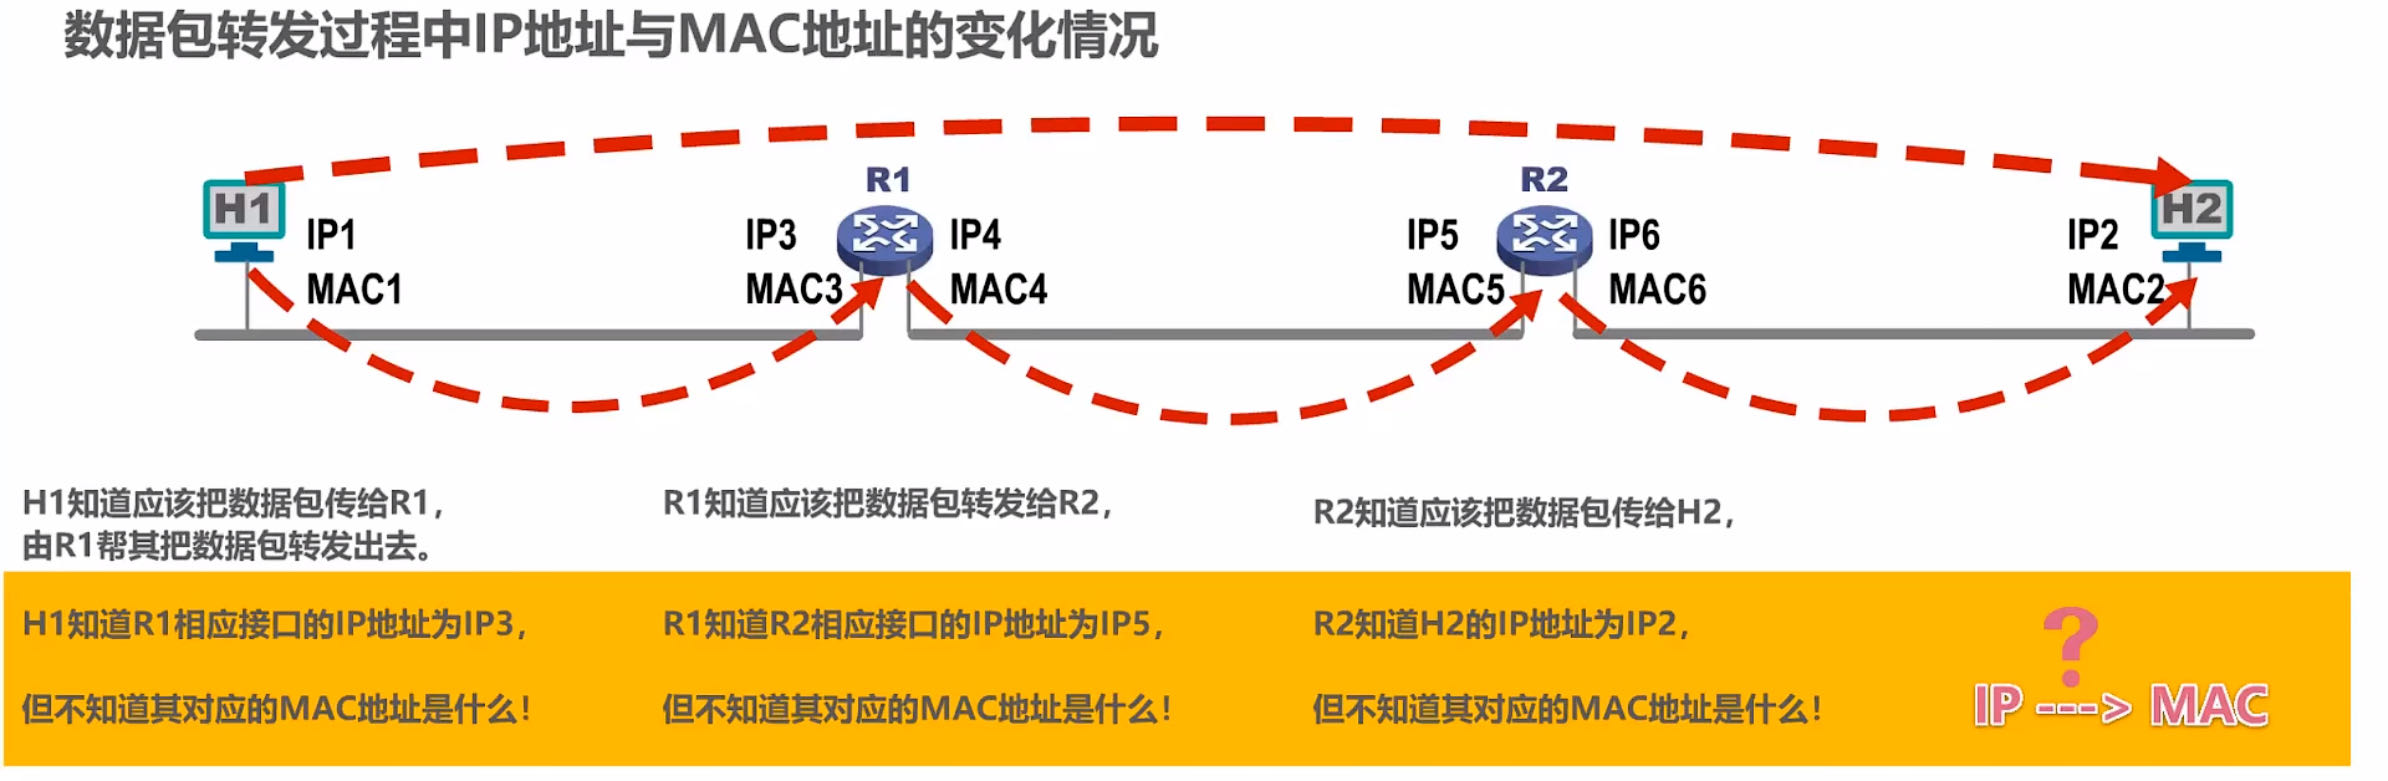 数据包转发过程中IP地址与MAC地址的变化情况
R1
R2
H1
H2
IP1
IP3
IP4
IP5
IP6
IP2
MAC1
MAC3
MAC4
MAC5
MAC6
MAC2
H1知道应该把数据包传给R1，
由R1帮其把数据包转发出去。
R1知道应该把数据包转发给R2，
R2知道应该把数据包传给H2，
H1知道R1相应接口的IP地址为IP3，
但不知道其对应的MAC地址是什么！
R1知道R2相应接口的IP地址为IP5，
但不知道其对应的MAC地址是什么！
R2知道H2的IP地址为IP2，
但不知道其对应的MAC地址是什么！
?
IP ---> MAC